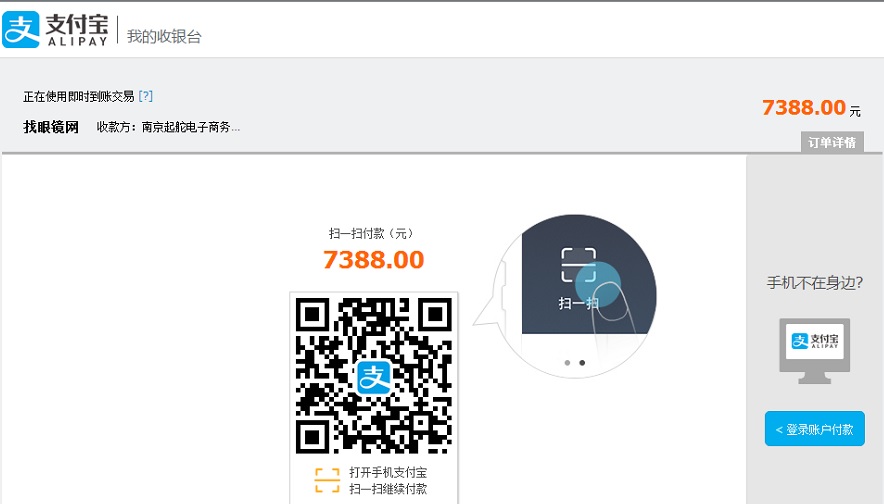 支 支付宝 ALIPAY 我的收银台
正在使用即时到账交易 [?]
7388.00 元
找眼镜网 收款方：南京起舵电子商务...
订单详情
扫一扫付款（元）
7388.00
扫一扫
手机不在身边?
支 支付宝
ALIPAY
支
< 登录账户付款
打开手机支付宝
扫一扫继续付款